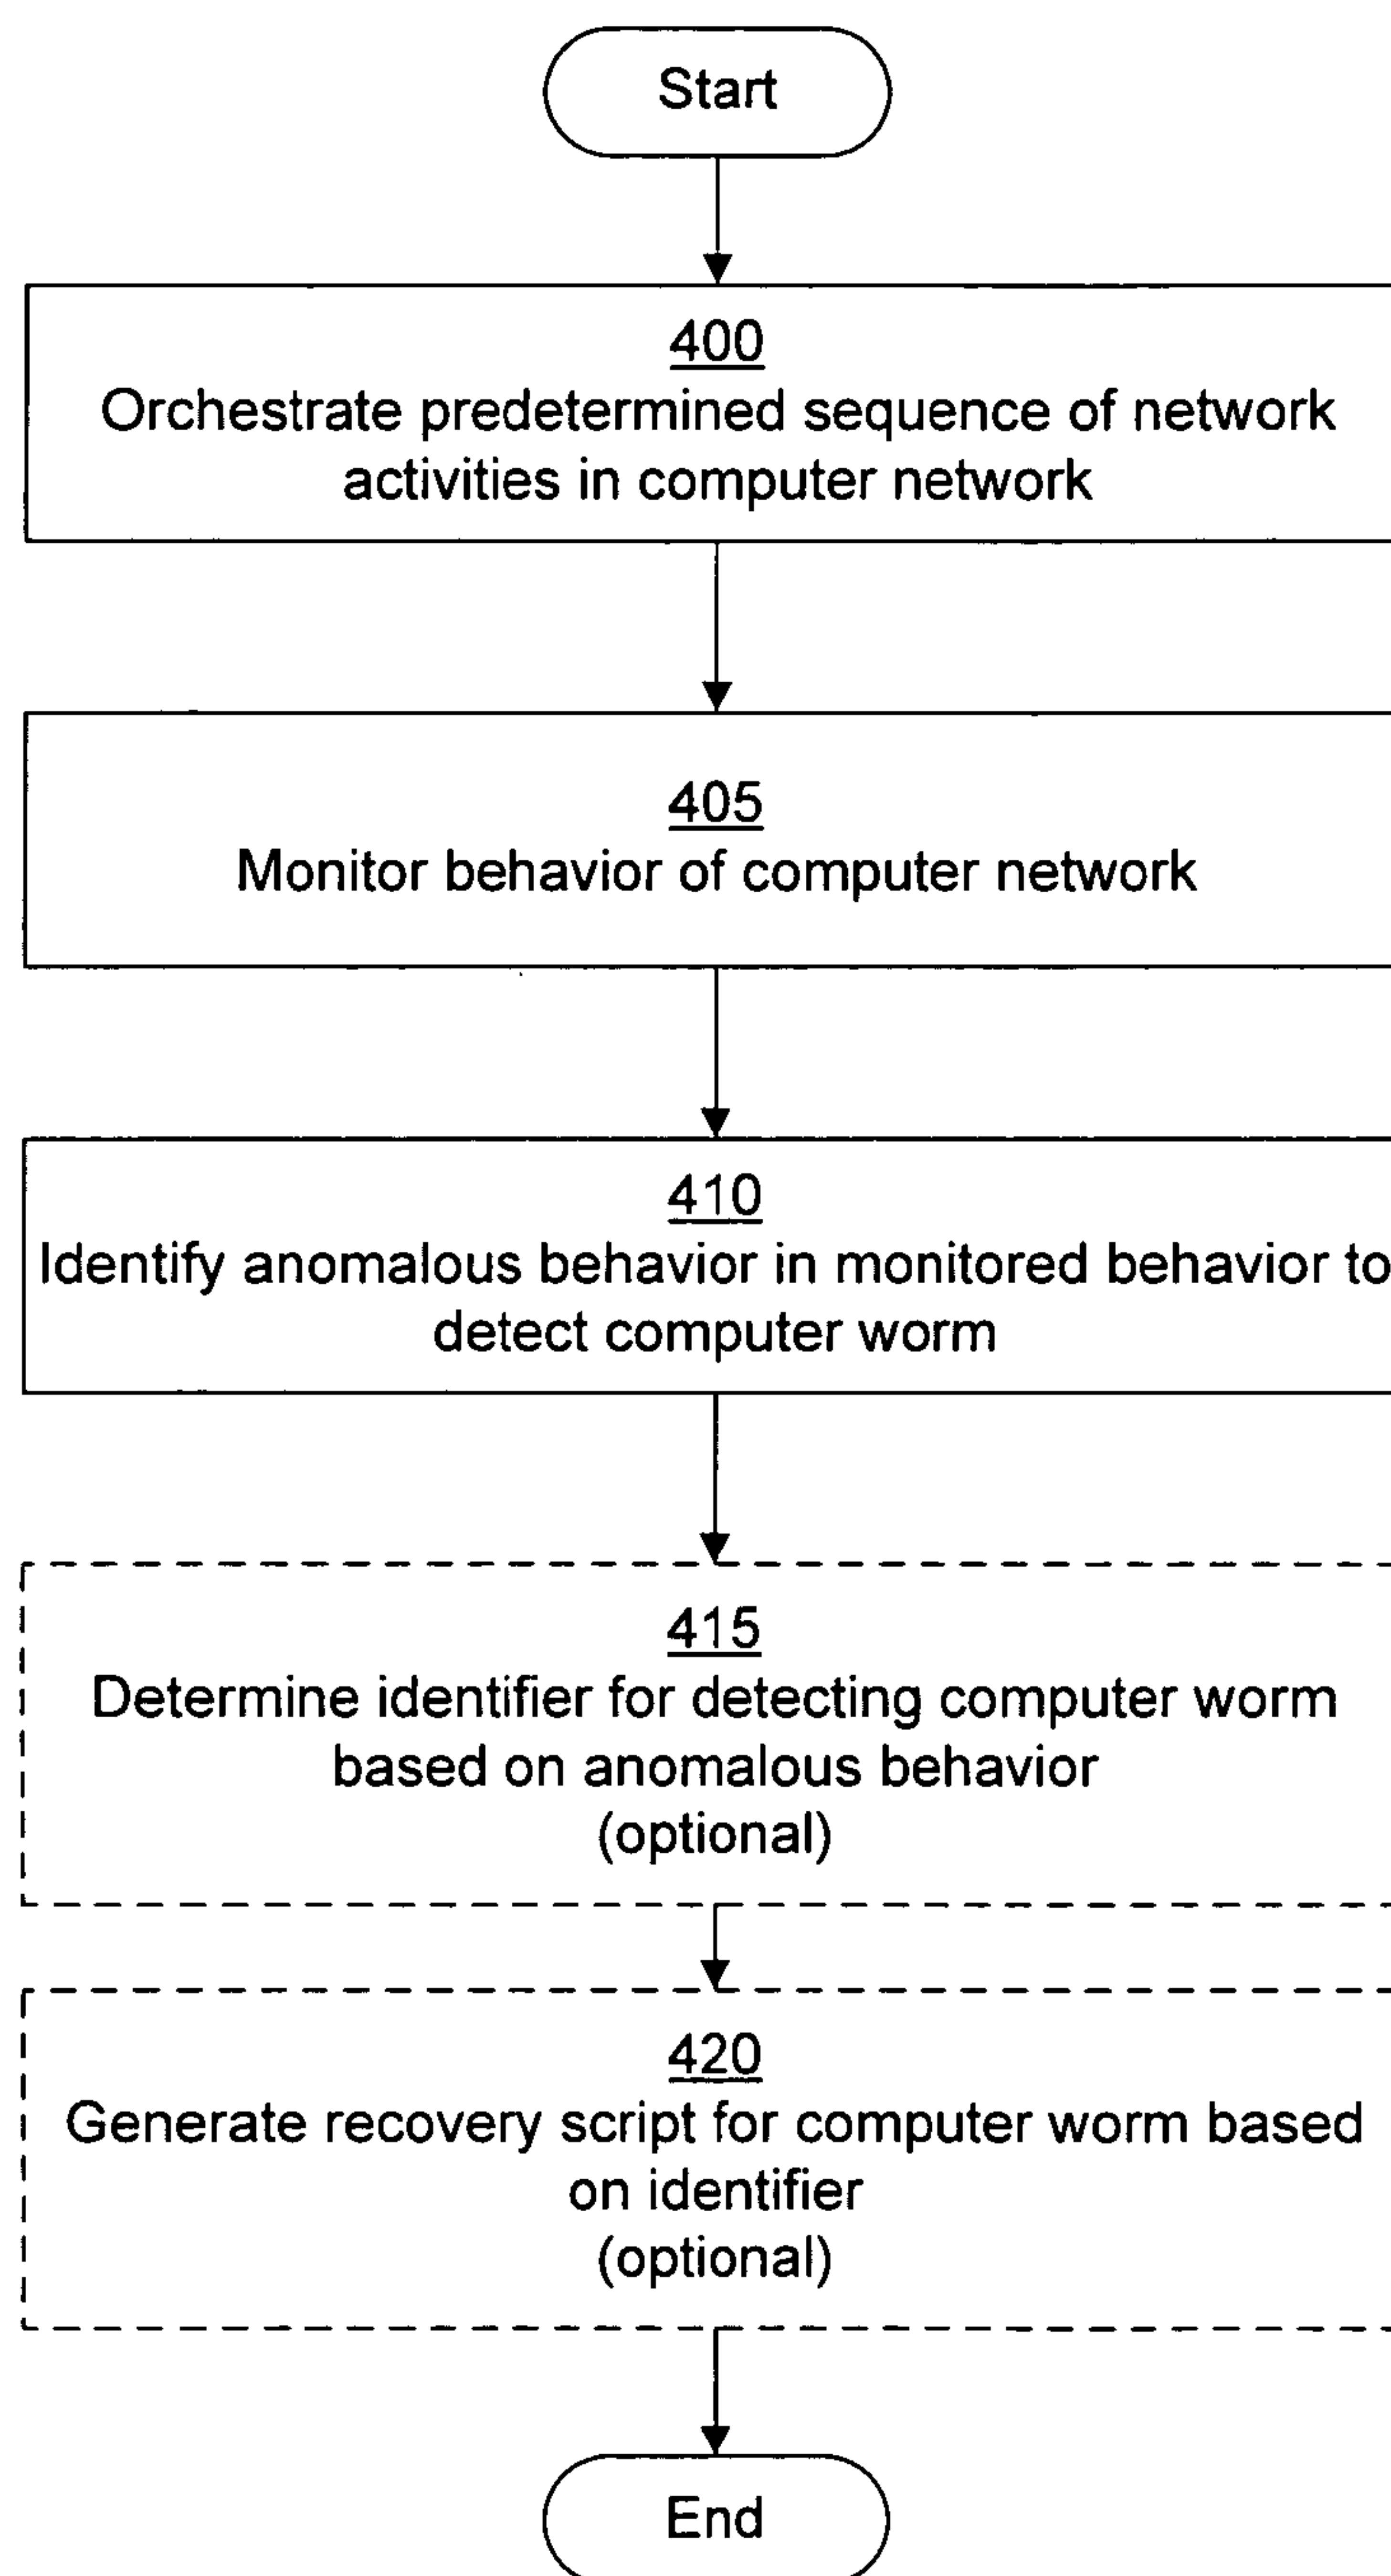 Start
400
Orchestrate predetermined sequence of network
activities in computer network
405
Monitor behavior of computer network
410
Identify anomalous behavior in monitored behavior to
detect computer worm
415
Determine identifier for detecting computer worm
based on anomalous behavior
(optional)
420
Generate recovery script for computer worm based
on identifier
(optional)
End